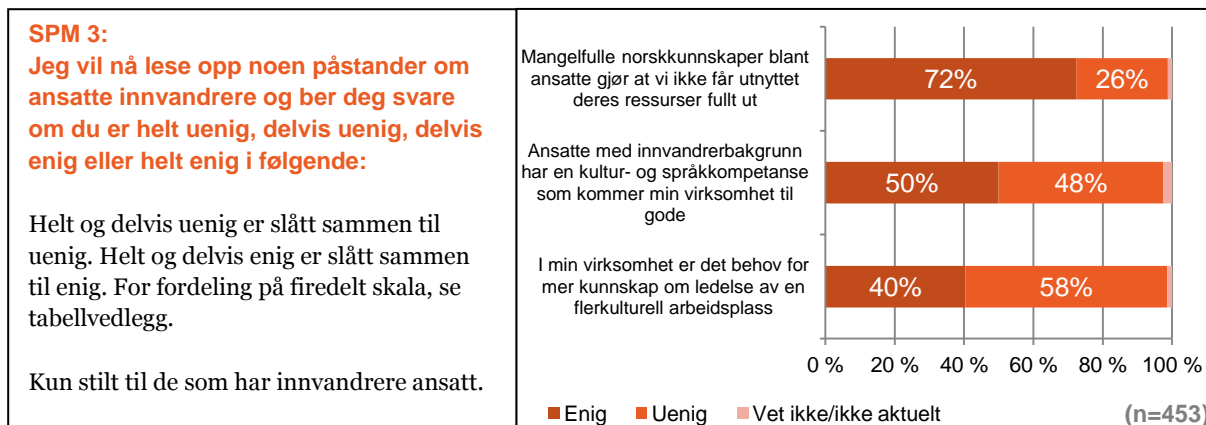 SPM 3:
Jeg vil nå lese opp noen påstander om
ansatte innvandrere og ber deg svare
om du er helt uenig, delvis uenig, delvis
enig eller helt enig i følgende:
Helt og delvis uenig er slått sammen til
uenig. Helt og delvis enig er slått sammen
til enig. For fordeling på firedelt skala, se
tabellvedlegg.
Kun stilt til de som har innvandrere ansatt.
Mangelfulle norskkunnskaper blant
ansatte gjør at vi ikke får utnyttet
deres ressurser fullt ut
72% 26%
Ansatte med innvandrerbakgrunn
har en kultur- og språkkompetanse
som kommer min virksomhet til
gode
50% 48%
I min virksomhet er det behov for
mer kunnskap om ledelse av en
flerkulturell arbeidsplass
40% 58%
0 % 20 % 40 % 60 % 80 % 100 %
Enig Uenig Vet ikke/ikke aktuelt (n=453)